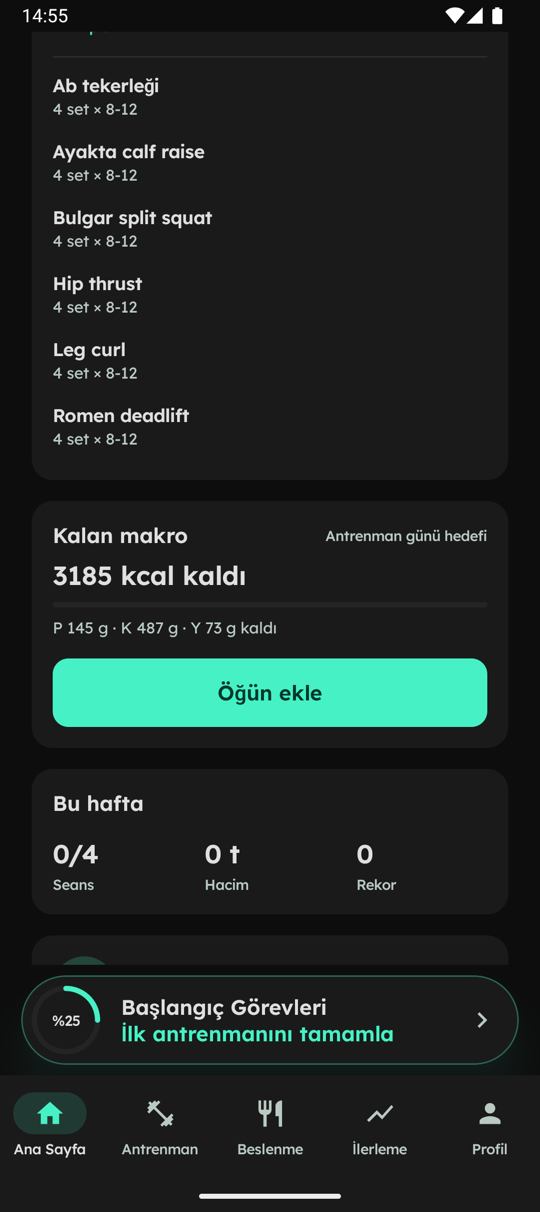 14:55
Ab tekerleği
4 set × 8-12
Ayakta calf raise
4 set × 8-12
Bulgar split squat
4 set × 8-12
Hip thrust
4 set × 8-12
Leg curl
4 set × 8-12
Romen deadlift
4 set × 8-12
Kalan makro
Antrenman günü hedefi
3185 kcal kaldı
P 145 g · K 487 g · Y 73 g kaldı
Öğün ekle
Bu hafta
0/4 0 t 0
Seans Hacim Rekor
%25
Başlangıç Görevleri
İlk antrenmanını tamamla
Ana Sayfa Antrenman Beslenme İlerleme Profil